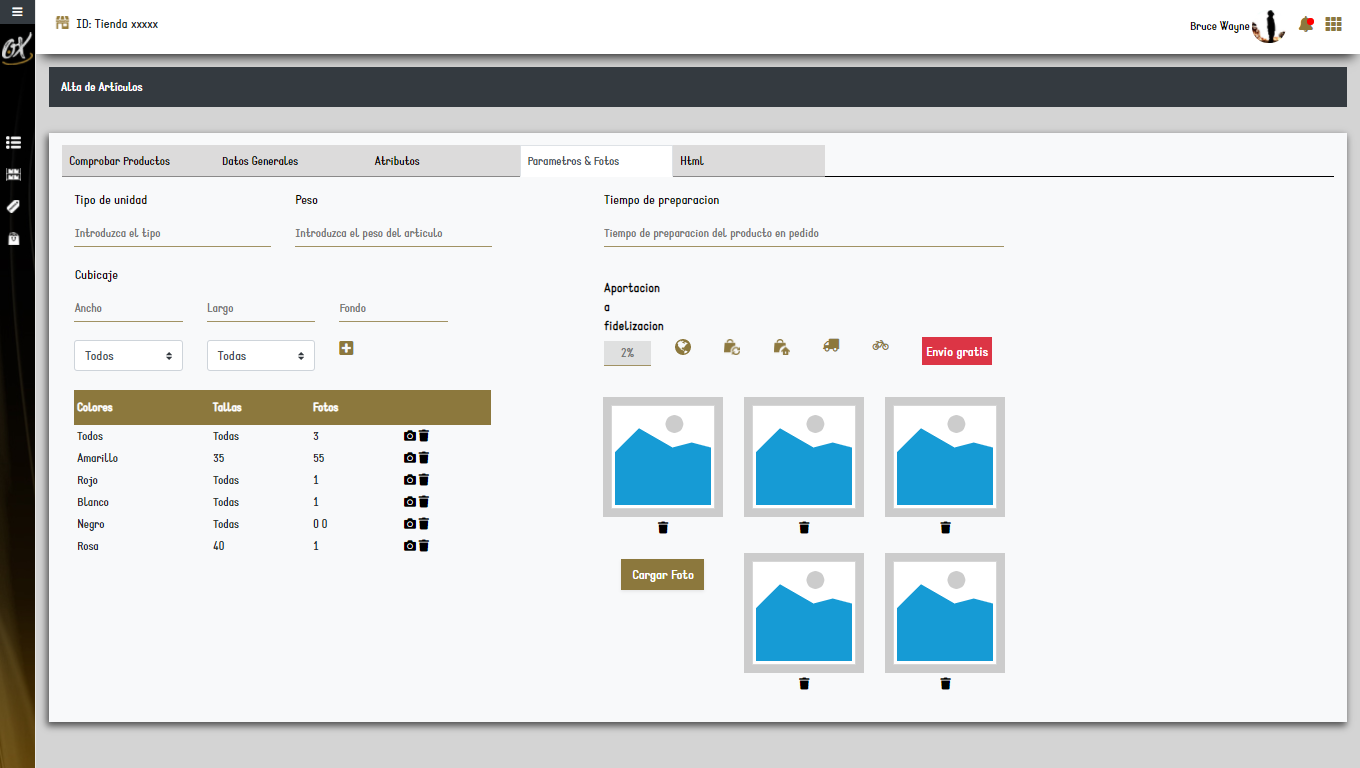 ID: Tienda xxxxx
Bruce Wayne
OX
Alta de Artículos
Comprobar Productos Datos Generales Atributos Parametros & Fotos Html
Tipo de unidad Peso Tiempo de preparacion
Introduzca el tipo Introduzca el peso del articulo Tiempo de preparacion del producto en pedido
Cubicaje
Ancho Largo Fondo
Todos Todas
Aportacion
a
fidelizacion
2% Envio gratis
Colores Tallas Fotos
Todos Todas 3
Amarillo 35 55
Rojo Todas 1
Blanco Todas 1
Negro Todas 0 0
Rosa 40 1
Cargar Foto